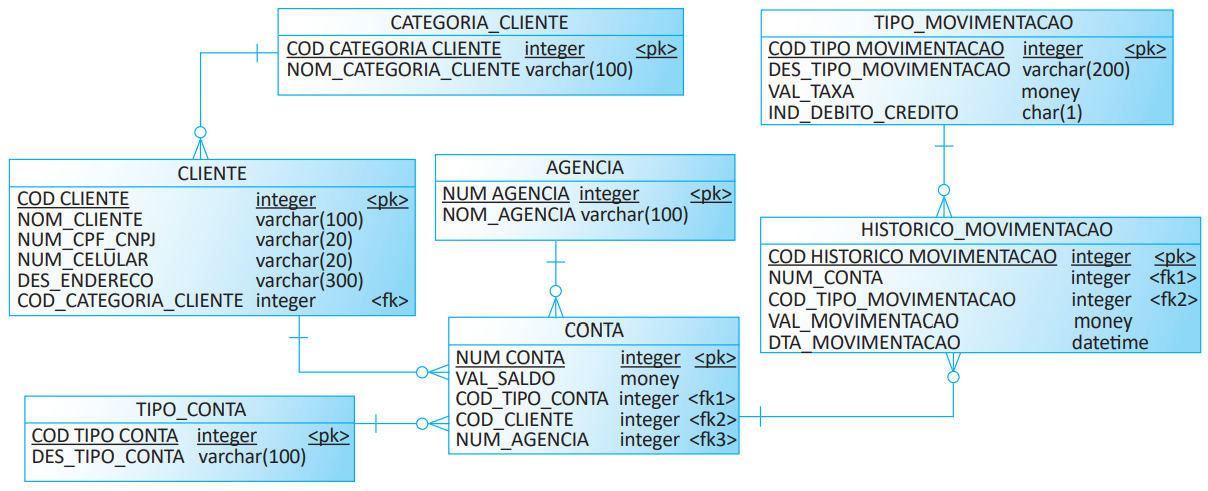 CATEGORIA_CLIENTE
COD CATEGORIA CLIENTE integer <pk>
NOM_CATEGORIA_CLIENTE varchar(100)
TIPO_MOVIMENTACAO
COD TIPO MOVIMENTACAO integer <pk>
DES_TIPO_MOVIMENTACAO varchar(200)
VAL_TAXA money
IND_DEBITO_CREDITO char(1)
CLIENTE
COD CLIENTE integer <pk>
NOM_CLIENTE varchar(100)
NUM_CPF_CNPJ varchar(20)
NUM_CELULAR varchar(20)
DES_ENDERECO varchar(300)
COD_CATEGORIA_CLIENTE integer <fk>
AGENCIA
NUM AGENCIA integer <pk>
NOM_AGENCIA varchar(100)
HISTORICO_MOVIMENTACAO
COD HISTORICO MOVIMENTACAO integer <pk>
NUM_CONTA integer <fk1>
COD_TIPO_MOVIMENTACAO integer <fk2>
VAL_MOVIMENTACAO money
DTA_MOVIMENTACAO datetime
CONTA
NUM CONTA integer <pk>
VAL_SALDO money
COD_TIPO_CONTA integer <fk1>
COD_CLIENTE integer <fk2>
NUM_AGENCIA integer <fk3>
TIPO_CONTA
COD TIPO CONTA integer <pk>
DES_TIPO_CONTA varchar(100)